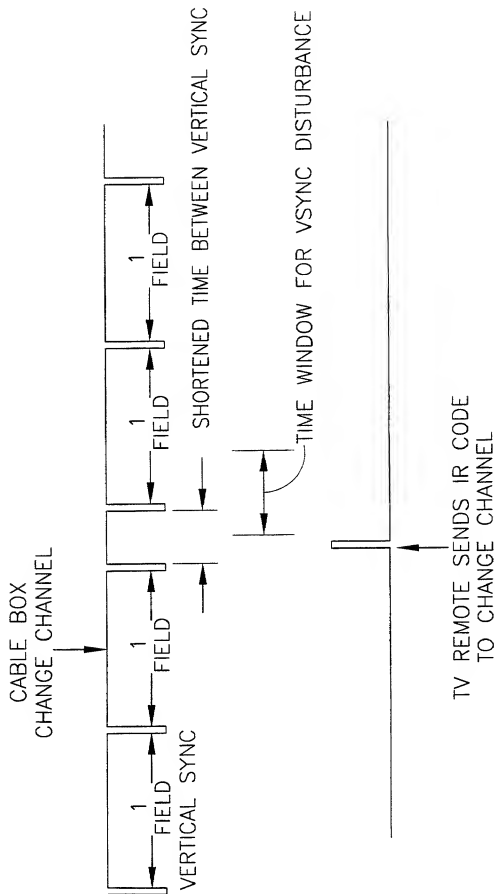 CABLE BOX
CHANGE CHANNEL
1
FIELD
1
FIELD
1
FIELD
1
FIELD
VERTICAL SYNC
SHORTENED TIME BETWEEN VERTICAL SYNC
TIME WINDOW FOR VSYNC DISTURBANCE
TV REMOTE SENDS IR CODE
TO CHANGE CHANNEL